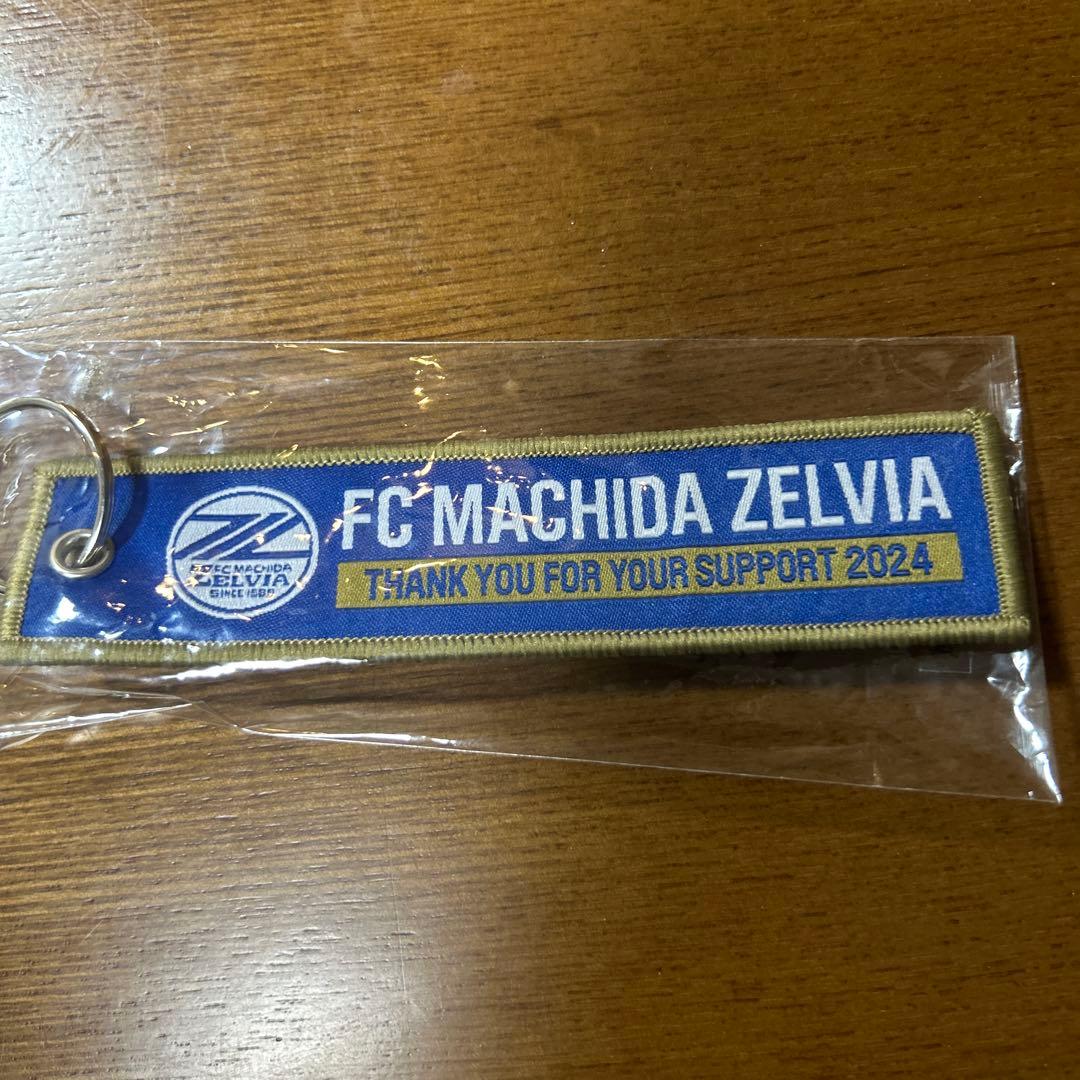 FC MACHIDA ZELVIA
THANK YOU FOR YOUR SUPPORT 2024
FC MACHIDA
ZELVIA
SINCE 1989